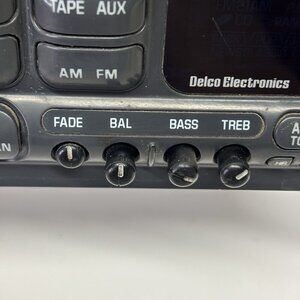 TAPE AUX
AM FM
Delco Electronics
FADE BAL BASS TREB